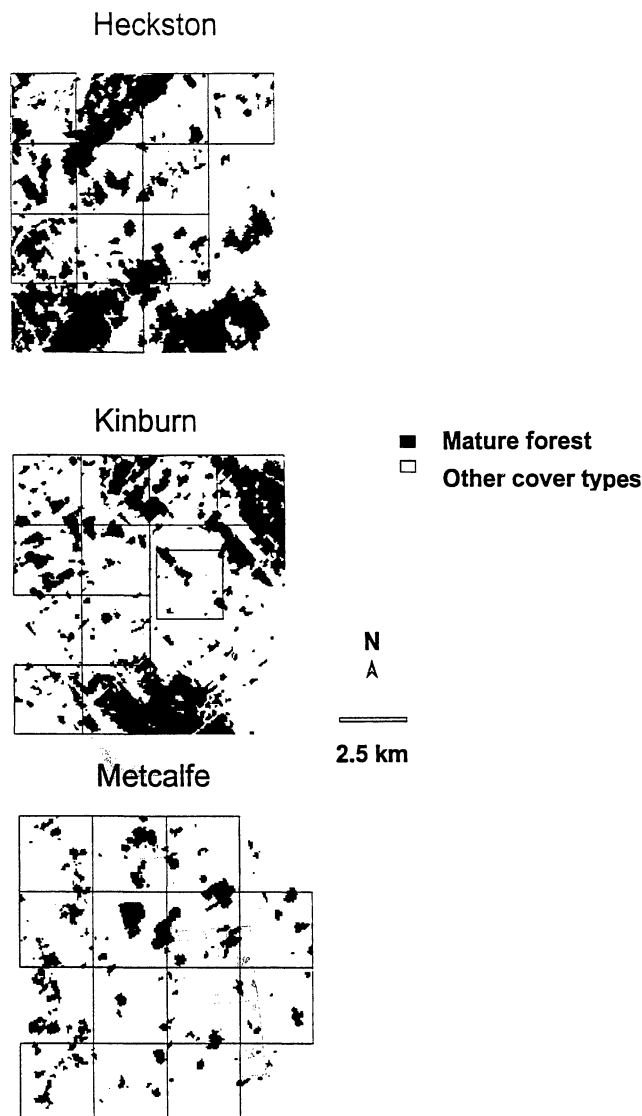 Heckston
Kinburn
Mature forest
Other cover types
N
2.5 km
Metcalfe